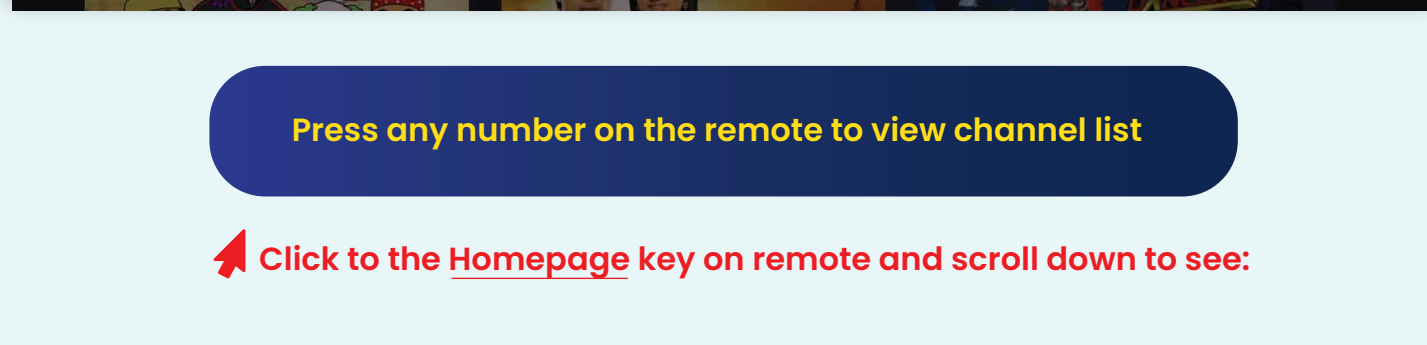 Press any number on the remote to view channel list
Click to the Homepage key on remote and scroll down to see: